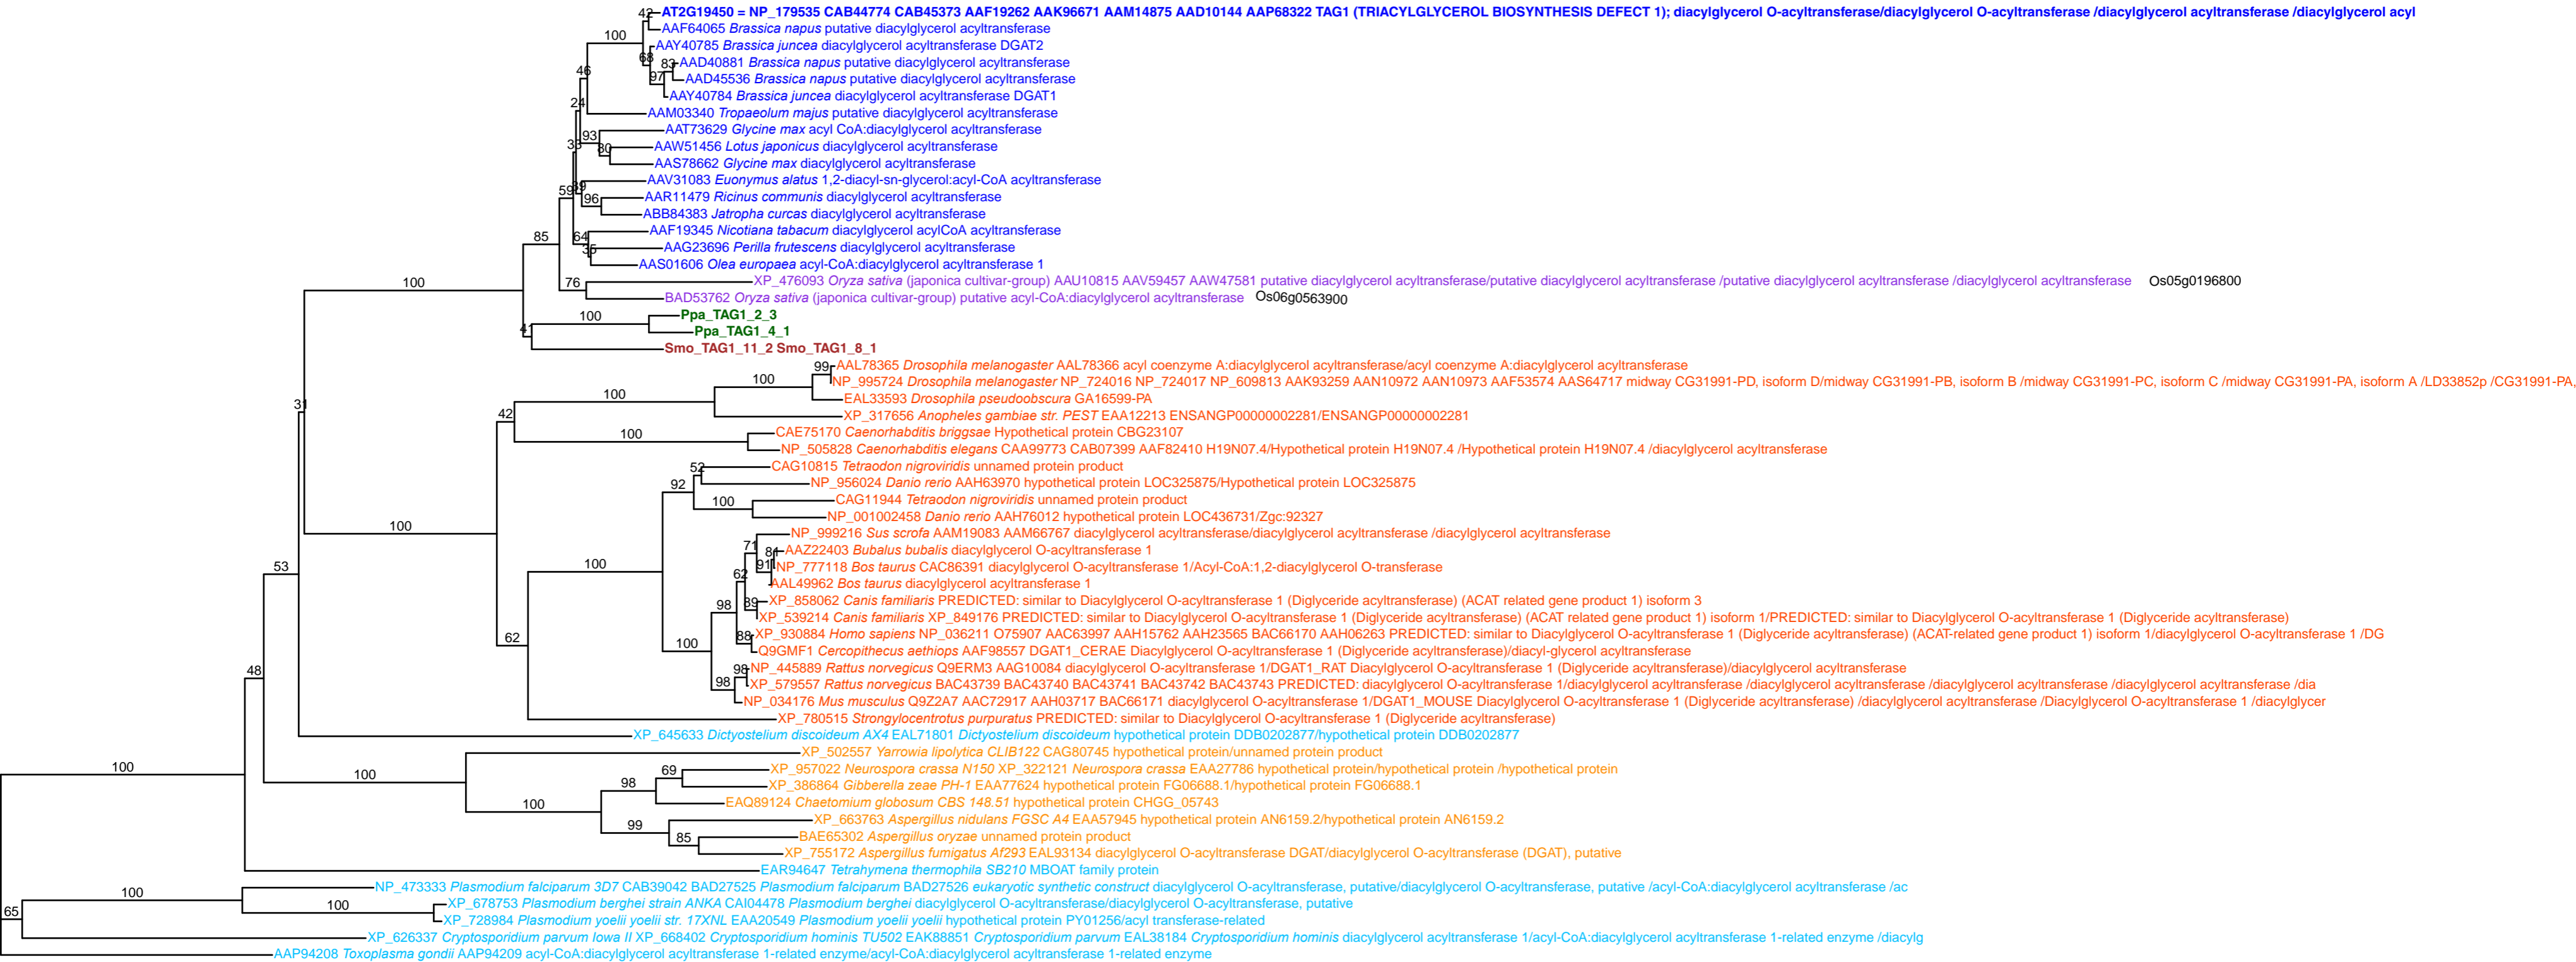 42 AT2G19450 = NP_179535 CAB44774 CAB45373 AAF19262 AAK96671 AAM14875 AAD10144 AAP68322 TAG1 (TRIACYLGLYCEROL BIOSYNTHESIS DEFECT 1); diacylglycerol O-acyltransferase/diacylglycerol O-acyltransferase /diacylglycerol acyltransferase /diacylglycerol acyl
AAF64065 Brassica napus putative diacylglycerol acyltransferase
100
AAY40785 Brassica juncea diacylglycerol acyltransferase DGAT2
68
83 AAD40881 Brassica napus putative diacylglycerol acyltransferase
46
97 AAD45536 Brassica napus putative diacylglycerol acyltransferase
AAY40784 Brassica juncea diacylglycerol acyltransferase DGAT1
24
AAM03340 Tropaeolum majus putative diacylglycerol acyltransferase
AAT73629 Glycine max acyl CoA:diacylglycerol acyltransferase
93
80 AAW51456 Lotus japonicus diacylglycerol acyltransferase
AAS78662 Glycine max diacylglycerol acyltransferase
AAV31083 Euonymus alatus 1,2-diacyl-sn-glycerol:acyl-CoA acyltransferase
59
96 AAR11479 Ricinus communis diacylglycerol acyltransferase
ABB84383 Jatropha curcas diacylglycerol acyltransferase
AAF19345 Nicotiana tabacum diacylglycerol acylCoA acyltransferase
85 64
AAG23696 Perilla frutescens diacylglycerol acyltransferase
AAS01606 Olea europaea acyl-CoA:diacylglycerol acyltransferase 1
100 76 XP_476093 Oryza sativa (japonica cultivar-group) AAU10815 AAV59457 AAW47581 putative diacylglycerol acyltransferase/putative diacylglycerol acyltransferase /putative diacylglycerol acyltransferase /diacylglycerol acyltransferase Os05g0196800
BAD53762 Oryza sativa (japonica cultivar-group) putative acyl-CoA:diacylglycerol acyltransferase Os06g0563900
100 Ppa_TAG1_2_3
41 Ppa_TAG1_4_1
Smo_TAG1_11_2 Smo_TAG1_8_1
99 AAL78365 Drosophila melanogaster AAL78366 acyl coenzyme A:diacylglycerol acyltransferase/acyl coenzyme A:diacylglycerol acyltransferase
100 NP_995724 Drosophila melanogaster NP_724016 NP_724017 NP_609813 AAK93259 AAN10972 AAN10973 AAF53574 AAS64717 midway CG31991-PD, isoform D/midway CG31991-PB, isoform B /midway CG31991-PC, isoform C /midway CG31991-PA, isoform A /LD33852p /CG31991-PA,
100 EAL33593 Drosophila pseudoobscura GA16599-PA
31 42 XP_317656 Anopheles gambiae str. PEST EAA12213 ENSANGP00000002281/ENSANGP00000002281
100 CAE75170 Caenorhabditis briggsae Hypothetical protein CBG23107
NP_505828 Caenorhabditis elegans CAA99773 CAB07399 AAF82410 H19N07.4/Hypothetical protein H19N07.4 /Hypothetical protein H19N07.4 /diacylglycerol acyltransferase
52 CAG10815 Tetraodon nigroviridis unnamed protein product
92 NP_956024 Danio rerio AAH63970 hypothetical protein LOC325875/Hypothetical protein LOC325875
100 CAG11944 Tetraodon nigroviridis unnamed protein product
NP_001002458 Danio rerio AAH76012 hypothetical protein LOC436731/Zgc:92327
100 NP_999216 Sus scrofa AAM19083 AAM66767 diacylglycerol acyltransferase/diacylglycerol acyltransferase /diacylglycerol acyltransferase
71 81 AAZ22403 Bubalus bubalis diacylglycerol O-acyltransferase 1
53 100 91 NP_777118 Bos taurus CAC86391 diacylglycerol O-acyltransferase 1/Acyl-CoA:1,2-diacylglycerol O-transferase
62 AAL49962 Bos taurus diacylglycerol acyltransferase 1
98 89 XP_858062 Canis familiaris PREDICTED: similar to Diacylglycerol O-acyltransferase 1 (Diglyceride acyltransferase) (ACAT related gene product 1) isoform 3
XP_539214 Canis familiaris XP_849176 PREDICTED: similar to Diacylglycerol O-acyltransferase 1 (Diglyceride acyltransferase) (ACAT related gene product 1) isoform 1/PREDICTED: similar to Diacylglycerol O-acyltransferase 1 (Diglyceride acyltransferase)
62 100 88 XP_930884 Homo sapiens NP_036211 O75907 AAC63997 AAH15762 AAH23565 BAC66170 AAH06263 PREDICTED: similar to Diacylglycerol O-acyltransferase 1 (Diglyceride acyltransferase) (ACAT-related gene product 1) isoform 1/diacylglycerol O-acyltransferase 1 /DG
Q9GMF1 Cercopithecus aethiops AAF98557 DGAT1_CERAE Diacylglycerol O-acyltransferase 1 (Diglyceride acyltransferase)/diacyl-glycerol acyltransferase
48 98 NP_445889 Rattus norvegicus Q9ERM3 AAG10084 diacylglycerol O-acyltransferase 1/DGAT1_RAT Diacylglycerol O-acyltransferase 1 (Diglyceride acyltransferase)/diacylglycerol acyltransferase
98 XP_579557 Rattus norvegicus BAC43739 BAC43740 BAC43741 BAC43742 BAC43743 PREDICTED: diacylglycerol O-acyltransferase 1/diacylglycerol acyltransferase /diacylglycerol acyltransferase /diacylglycerol acyltransferase /diacylglycerol acyltransferase /dia
NP_034176 Mus musculus Q9Z2A7 AAC72917 AAH03717 BAC66171 diacylglycerol O-acyltransferase 1/DGAT1_MOUSE Diacylglycerol O-acyltransferase 1 (Diglyceride acyltransferase) /diacylglycerol acyltransferase /Diacylglycerol O-acyltransferase 1 /diacylglycer
XP_780515 Strongylocentrotus purpuratus PREDICTED: similar to Diacylglycerol O-acyltransferase 1 (Diglyceride acyltransferase)
XP_645633 Dictyostelium discoideum AX4 EAL71801 Dictyostelium discoideum hypothetical protein DDB0202877/hypothetical protein DDB0202877
XP_502557 Yarrowia lipolytica CLIB122 CAG80745 hypothetical protein/unnamed protein product
100 100 69 XP_957022 Neurospora crassa N150 XP_322121 Neurospora crassa EAA27786 hypothetical protein/hypothetical protein /hypothetical protein
98 XP_386864 Gibberella zeae PH-1 EAA77624 hypothetical protein FG06688.1/hypothetical protein FG06688.1
100 EAQ89124 Chaetomium globosum CBS 148.51 hypothetical protein CHGG_05743
99 XP_663763 Aspergillus nidulans FGSC A4 EAA57945 hypothetical protein AN6159.2/hypothetical protein AN6159.2
85 BAE65302 Aspergillus oryzae unnamed protein product
XP_755172 Aspergillus fumigatus Af293 EAL93134 diacylglycerol O-acyltransferase DGAT/diacylglycerol O-acyltransferase (DGAT), putative
EAR94647 Tetrahymena thermophila SB210 MBOAT family protein
100 NP_473333 Plasmodium falciparum 3D7 CAB39042 BAD27525 Plasmodium falciparum BAD27526 eukaryotic synthetic construct diacylglycerol O-acyltransferase, putative/diacylglycerol O-acyltransferase, putative /acyl-CoA:diacylglycerol acyltransferase /ac
65 100 XP_678753 Plasmodium berghei strain ANKA CAI04478 Plasmodium berghei diacylglycerol O-acyltransferase/diacylglycerol O-acyltransferase, putative
XP_728984 Plasmodium yoelii yoelii str. 17XNL EAA20549 Plasmodium yoelii yoelii hypothetical protein PY01256/acyl transferase-related
XP_626337 Cryptosporidium parvum Iowa II XP_668402 Cryptosporidium hominis TU502 EAK88851 Cryptosporidium parvum EAL38184 Cryptosporidium hominis diacylglycerol acyltransferase 1/acyl-CoA:diacylglycerol acyltransferase 1-related enzyme /diacylg
AAP94208 Toxoplasma gondii AAP94209 acyl-CoA:diacylglycerol acyltransferase 1-related enzyme/acyl-CoA:diacylglycerol acyltransferase 1-related enzyme